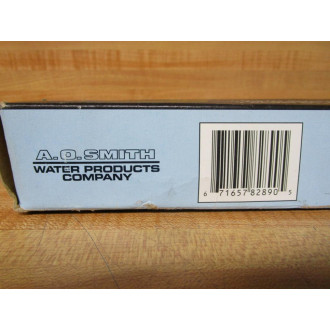 A.O. SMITH
WATER PRODUCTS
COMPANY
6 71657 82890 5